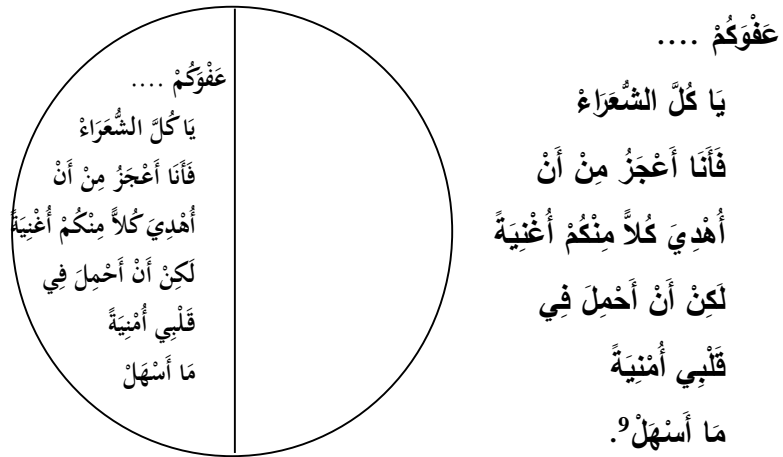 عَفْوَكُمْ ....
يَا كُلَّ الشُّعَرَاءْ
فَأَنَا أَعْجَزُ مِنْ أَنْ
أُهْدِيَ كُلاًّ مِنْكُمْ أُغْنِيَةً
لَكِنْ أَنْ أَحْمِلَ فِي
قَلْبِي أُمْنِيَةً
مَا أَسْهَلْ9.
عَفْوَكُمْ ....
يَا كُلَّ الشُّعَرَاءْ
فَأَنَا أَعْجَزُ مِنْ أَنْ
أُهْدِيَ كُلاًّ مِنْكُمْ أُغْنِيَةً
لَكِنْ أَنْ أَحْمِلَ فِي
قَلْبِي أُمْنِيَةً
مَا أَسْهَلْ